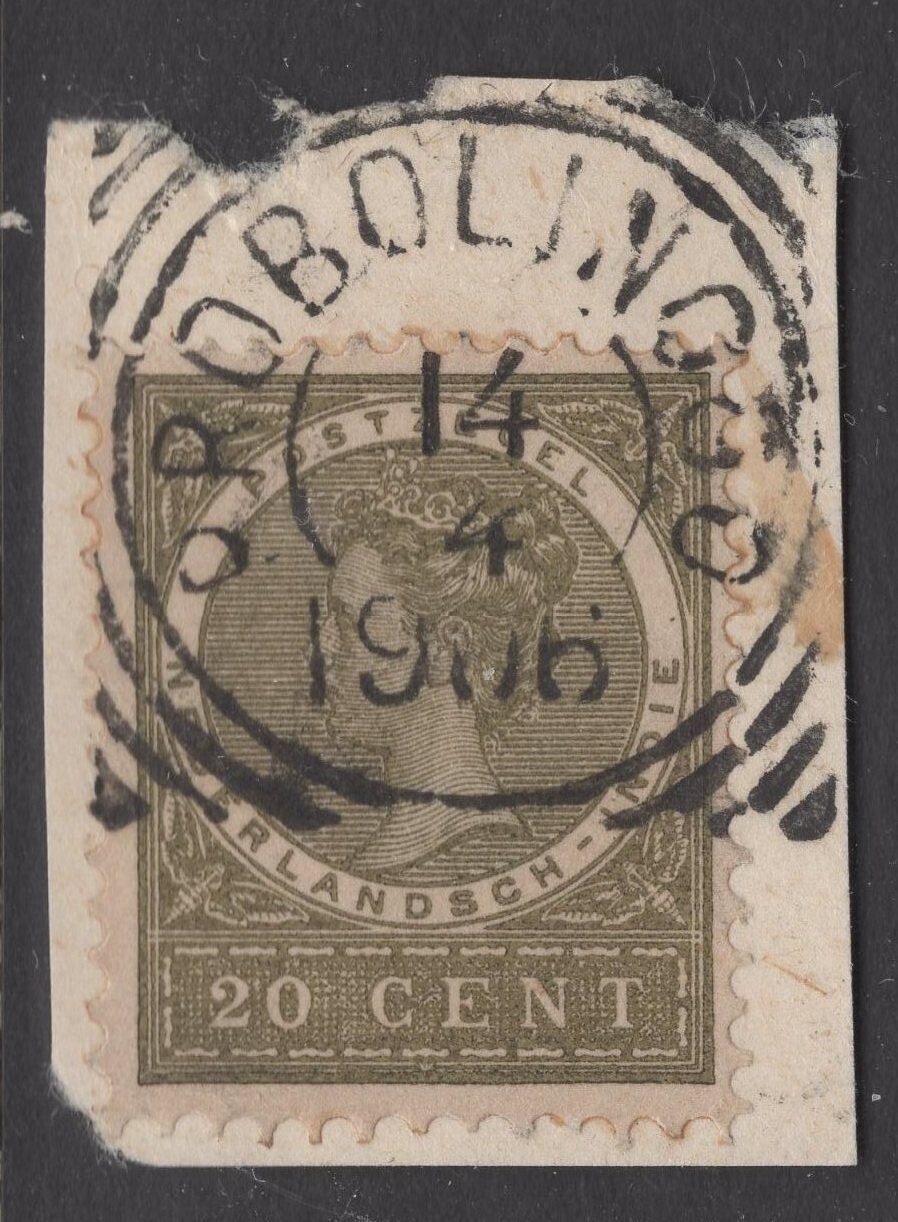 PROBOLINGGO
14
4
1906
POSTZEGEL
NEDERLANDSCH-INDIE
20 CENT